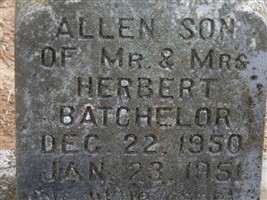 ALLEN SON
OF MR. & MRS
HERBERT
BATCHELOR
DEC 22. 1950
JAN. 23. 1951